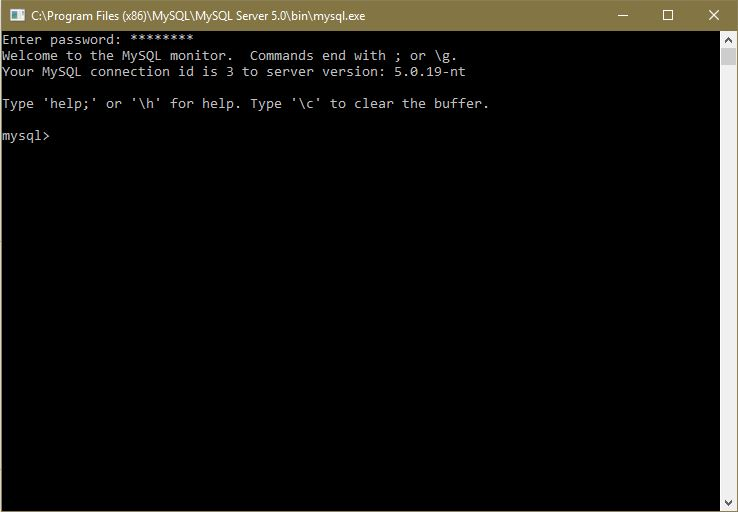 C:\Program Files (x86)\MySQL\MySQL Server 5.0\bin\mysql.exe
Enter password: ********
Welcome to the MySQL monitor.  Commands end with ; or \g.
Your MySQL connection id is 3 to server version: 5.0.19-nt
Type 'help;' or '\h' for help. Type '\c' to clear the buffer.
mysql>